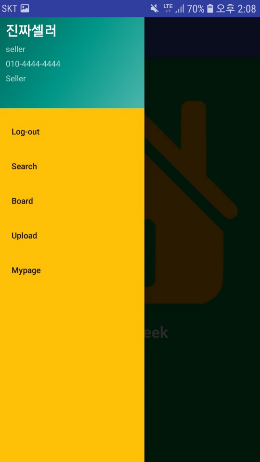 SKT LTE 70% 오후 2:08
진짜셀러
seller
010-4444-4444
Seller
Log-out
Search
Board
Upload
Mypage
eek